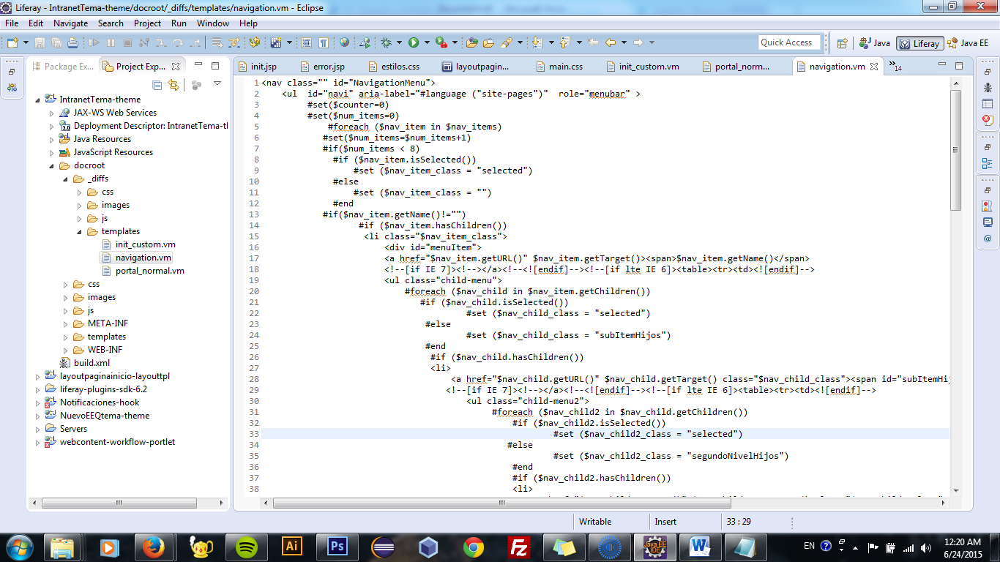 Liferay - IntranetTema-theme/docroot/_diffs/templates/navigation.vm - Eclipse
File Edit Navigate Search Project Run Window Help
Quick Access
Java
Liferay
Java EE
Package Ex...
Project Exp...
init.jsp
error.jsp
estilos.css
layoutpagin...
main.css
init_custom.vm
portal_norm...
navigation.vm
14
IntranetTema-theme
JAX-WS Web Services
Deployment Descriptor: IntranetTema-tl
Java Resources
JavaScript Resources
docroot
_diffs
css
images
js
templates
init_custom.vm
navigation.vm
portal_normal.vm
css
images
js
META-INF
templates
WEB-INF
build.xml
layoutpaginainicio-layouttpl
liferay-plugins-sdk-6.2
Notificaciones-hook
NuevoEEQtema-theme
Servers
webcontent-workflow-portlet
1 <nav class="" id="NavigationMenu">
2 <ul id="navi" aria-label="#language ("site-pages")" role="menubar" >
3 #set($counter=0)
4 #set($num_items=0)
5 #foreach ($nav_item in $nav_items)
6 #set($num_items=$num_items+1)
7 #if($num_items < 8)
8 #if ($nav_item.isSelected())
9 #set ($nav_item_class = "selected")
10 #else
11 #set ($nav_item_class = "")
12 #end
13 #if($nav_item.getName()!="")
14 #if ($nav_item.hasChildren())
15 <li class="$nav_item_class">
16 <div id="menuItem">
17 <a href="$nav_item.getURL()" $nav_item.getTarget()><span>$nav_item.getName()</span>
18 <!--[if IE 7]><!--></a><!--<![endif]--><!--[if lte IE 6]><table><tr><td><![endif]-->
19 <ul class="child-menu">
20 #foreach ($nav_child in $nav_item.getChildren())
21 #if ($nav_child.isSelected())
22 #set ($nav_child_class = "selected")
23 #else
24 #set ($nav_child_class = "subItemHijos")
25 #end
26 #if ($nav_child.hasChildren())
27 <li>
28 <a href="$nav_child.getURL()" $nav_child.getTarget() class="$nav_child_class"><span id="subItemHi
29 <!--[if IE 7]><!--></a><!--<![endif]--><!--[if lte IE 6]><table><tr><td><![endif]-->
30 <ul class="child-menu2">
31 #foreach ($nav_child2 in $nav_child.getChildren())
32 #if ($nav_child2.isSelected())
33 #set ($nav_child2_class = "selected")
34 #else
35 #set ($nav_child2_class = "segundoNivelHijos")
36 #end
37 #if ($nav_child2.hasChildren())
38 <li>
Writable
Insert
33 : 29
Ai
Ps
Fz
Java EE IDE
W
EN
12:20 AM
6/24/2015